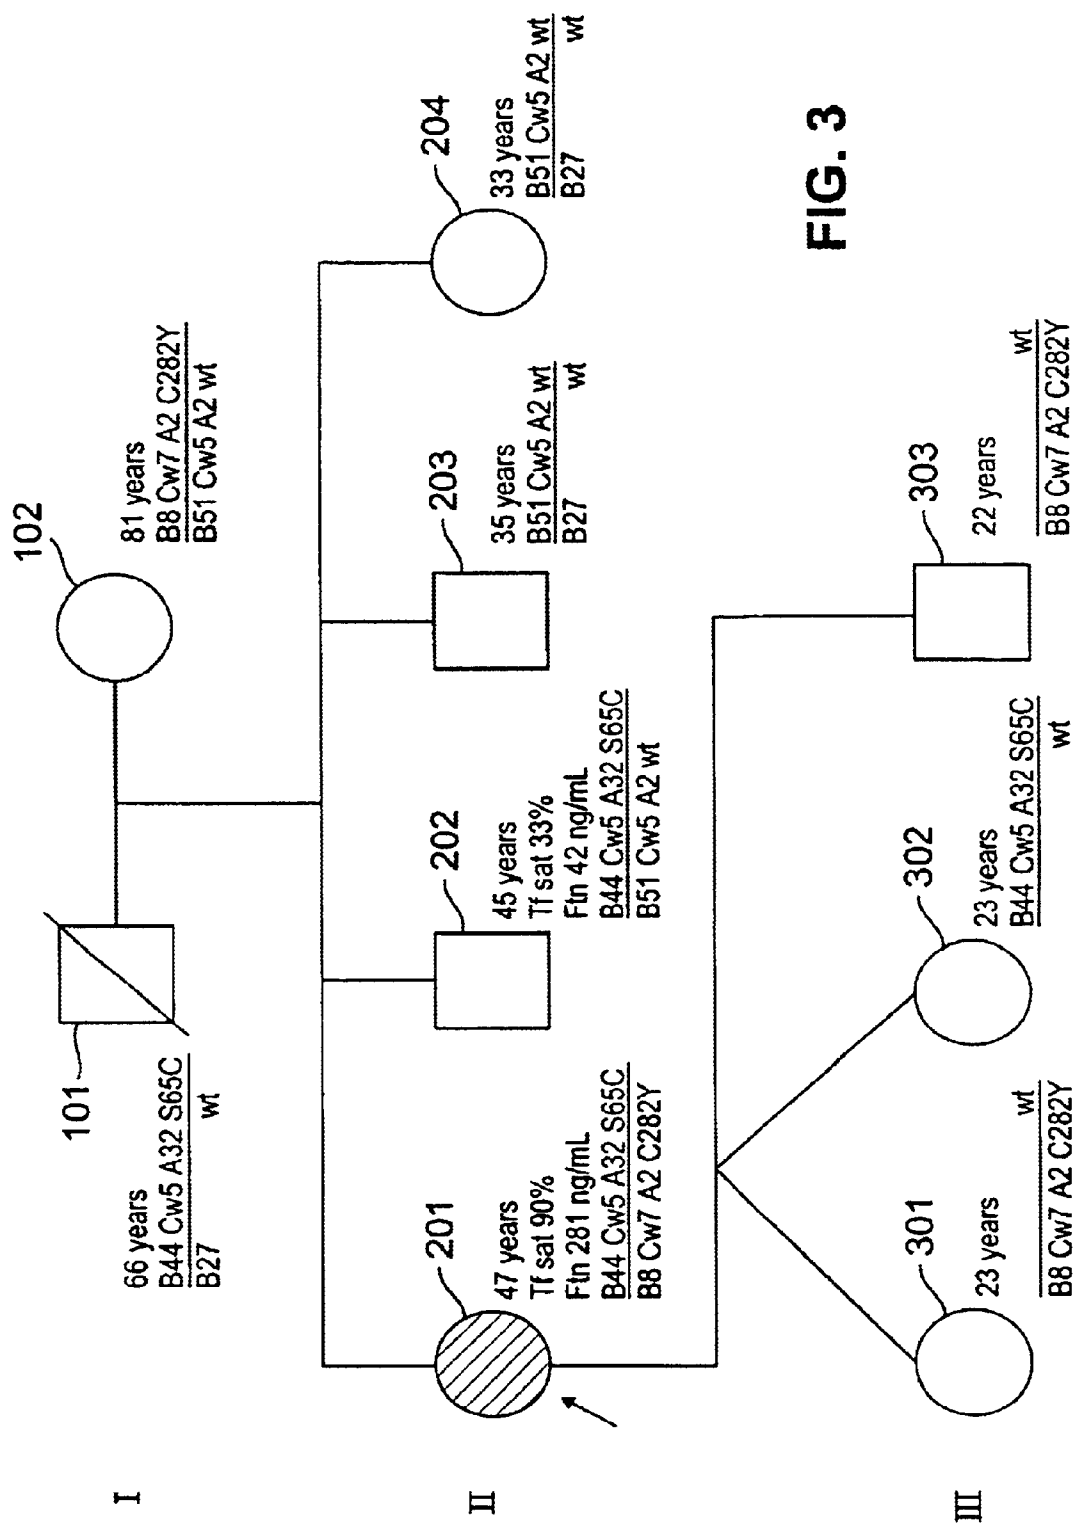 I
101
66 years
B44 Cw5 A32 S65C
B27 wt
102
81 years
B8 Cw7 A2 C282Y
B51 Cw5 A2 wt
II
201
47 years
Tf sat 90%
Ftn 281 ng/mL
B44 Cw5 A32 S65C
B8 Cw7 A2 C282Y
202
45 years
Tf sat 33%
Ftn 42 ng/mL
B44 Cw5 A32 S65C
B51 Cw5 A2 wt
203
35 years
B51 Cw5 A2 wt
B27 wt
204
33 years
B51 Cw5 A2 wt
B27 wt
III
301
23 years
wt
B8 Cw7 A2 C282Y
302
23 years
B44 Cw5 A32 S65C
wt
303
22 years
wt
B8 Cw7 A2 C282Y
FIG. 3